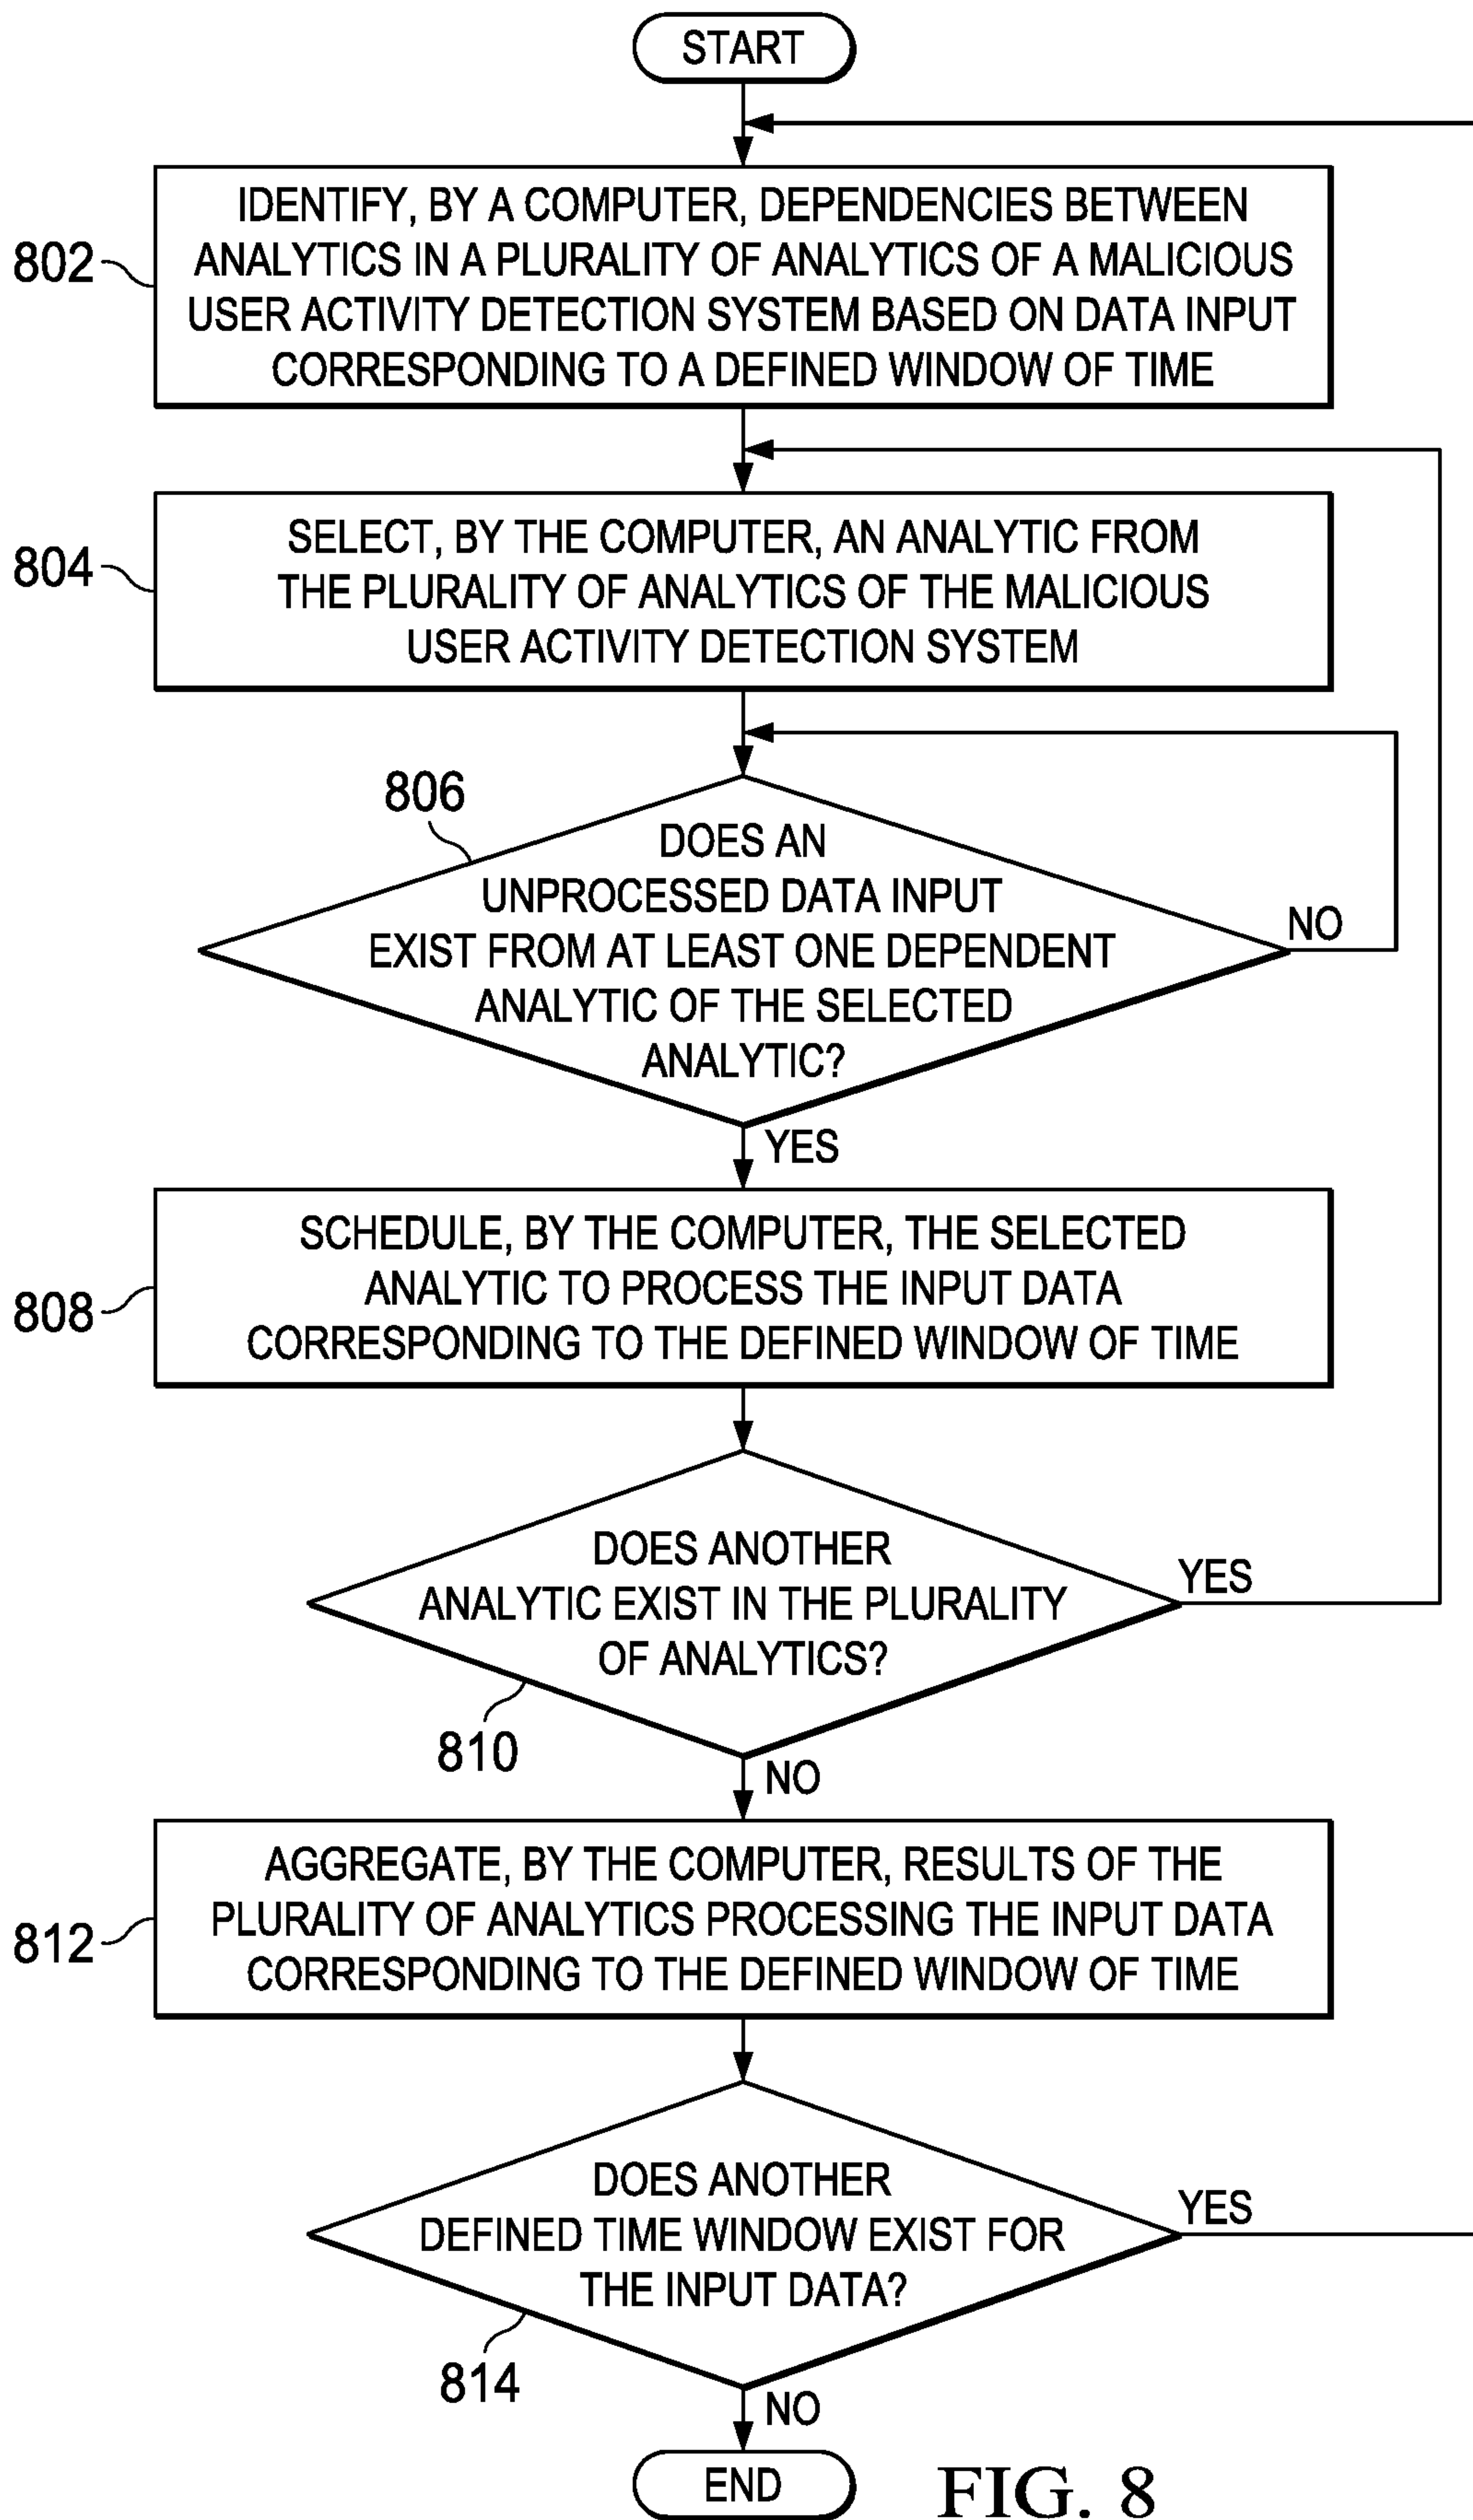 START
IDENTIFY, BY A COMPUTER, DEPENDENCIES BETWEEN
ANALYTICS IN A PLURALITY OF ANALYTICS OF A MALICIOUS
USER ACTIVITY DETECTION SYSTEM BASED ON DATA INPUT
CORRESPONDING TO A DEFINED WINDOW OF TIME
802
SELECT, BY THE COMPUTER, AN ANALYTIC FROM
THE PLURALITY OF ANALYTICS OF THE MALICIOUS
USER ACTIVITY DETECTION SYSTEM
804
806
DOES AN
UNPROCESSED DATA INPUT
EXIST FROM AT LEAST ONE DEPENDENT
ANALYTIC OF THE SELECTED
ANALYTIC?
NO
YES
SCHEDULE, BY THE COMPUTER, THE SELECTED
ANALYTIC TO PROCESS THE INPUT DATA
CORRESPONDING TO THE DEFINED WINDOW OF TIME
808
DOES ANOTHER
ANALYTIC EXIST IN THE PLURALITY
OF ANALYTICS?
YES
810
NO
AGGREGATE, BY THE COMPUTER, RESULTS OF THE
PLURALITY OF ANALYTICS PROCESSING THE INPUT DATA
CORRESPONDING TO THE DEFINED WINDOW OF TIME
812
DOES ANOTHER
DEFINED TIME WINDOW EXIST FOR
THE INPUT DATA?
YES
814
NO
END
FIG. 8